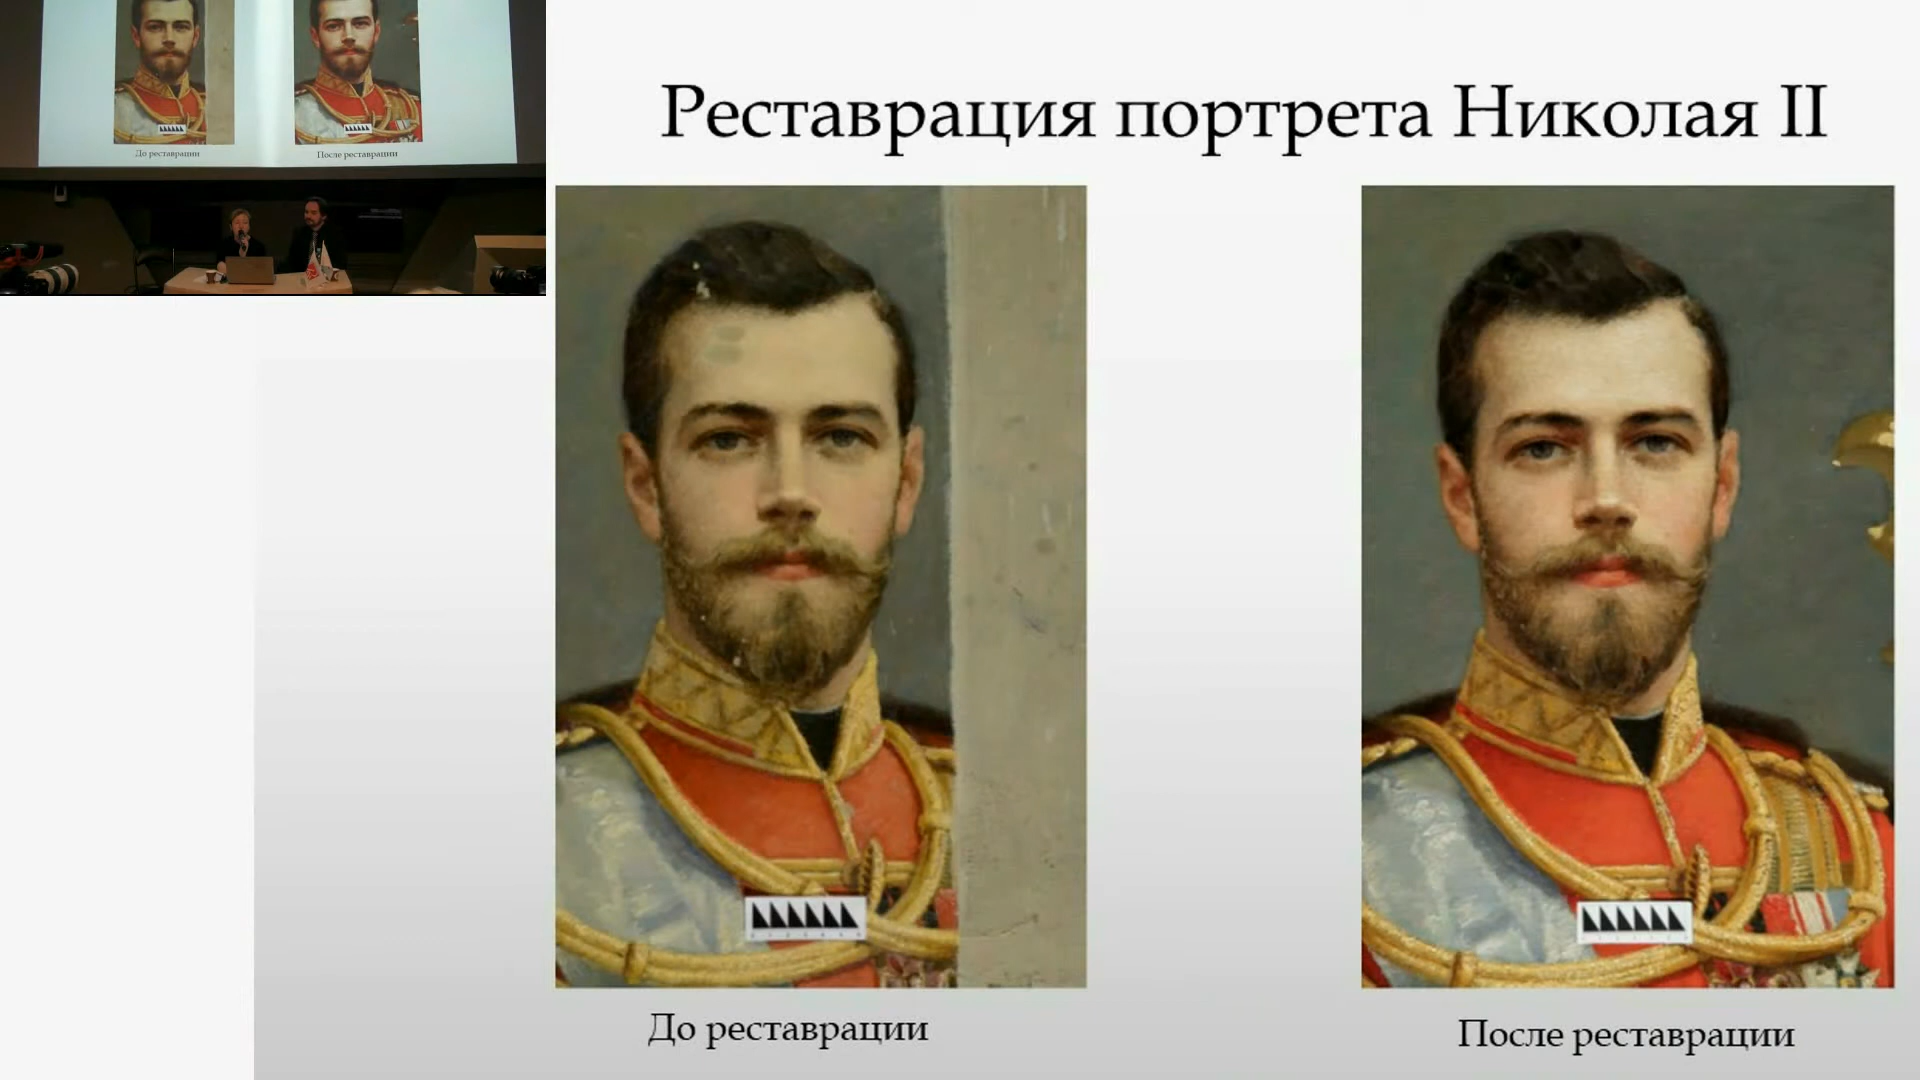 До реставрации
После реставрации
Реставрация портрета Николая II
До реставрации
После реставрации